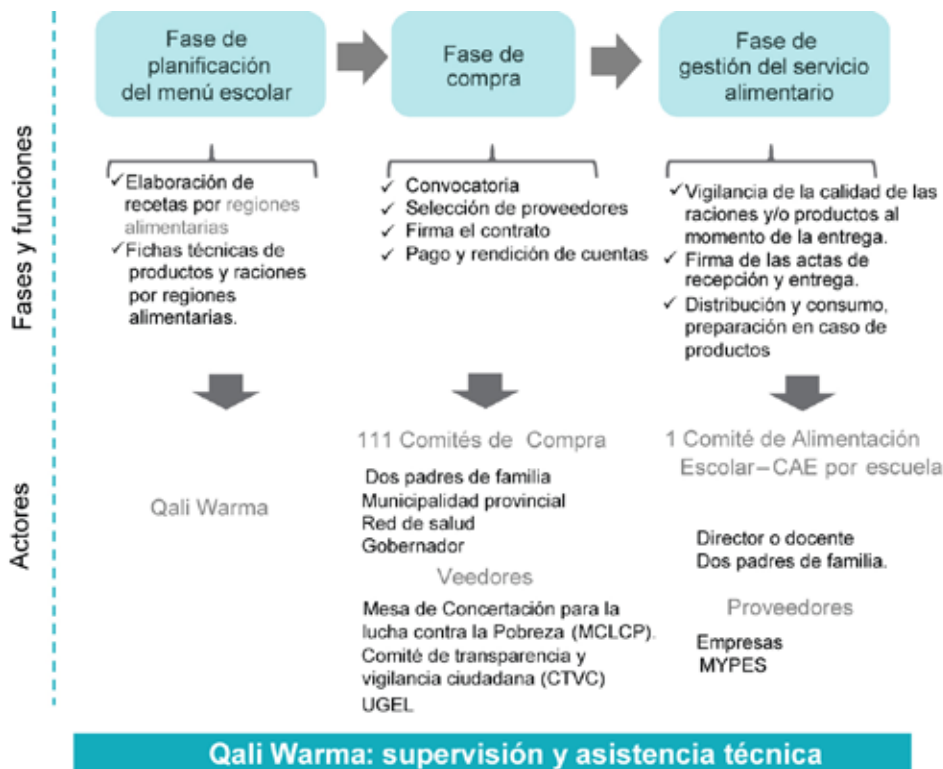 Fase de
planificación
del menú escolar
Fase de
compra
Fase de
gestión del servicio
alimentario
Fases y funciones
✓Elaboración de
recetas por regiones
alimentarias
✓Fichas técnicas de
productos y raciones
por regiones
alimentarias.
✓ Convocatoria
✓ Selección de proveedores
✓ Firma el contrato
✓ Pago y rendición de cuentas
✓Vigilancia de la calidad de las
raciones y/o productos al
momento de la entrega.
✓ Firma de las actas de
recepción y entrega.
✓ Distribución y consumo,
preparación en caso de
productos
Actores
Qali Warma
111 Comités de Compra
Dos padres de familia
Municipalidad provincial
Red de salud
Gobernador
Veedores
Mesa de Concertación para la
lucha contra la Pobreza (MCLCP).
Comité de transparencia y
vigilancia ciudadana (CTVC)
UGEL
1 Comité de Alimentación
Escolar–CAE por escuela
Director o docente
Dos padres de familia.
Proveedores
Empresas
MYPES
Qali Warma: supervisión y asistencia técnica